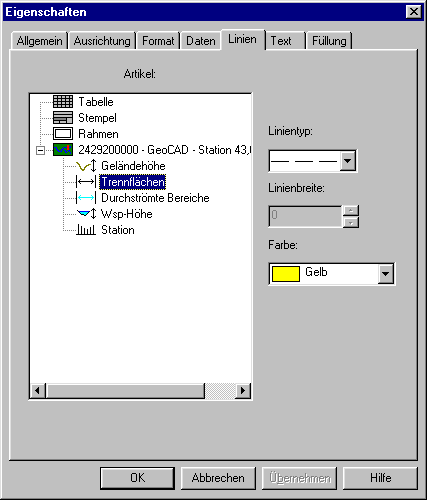 Eigenschaften
Allgemein Ausrichtung Format Daten Linien Text Füllung
Artikel:
Tabelle
Stempel
Rahmen
2429200000 - GeoCAD - Station 43,
Geländehöhe
Trennflächen
Durchströmte Bereiche
Wsp-Höhe
Station
Linientyp:
Linienbreite:
0
Farbe:
Gelb
OK Abbrechen Übernehmen Hilfe